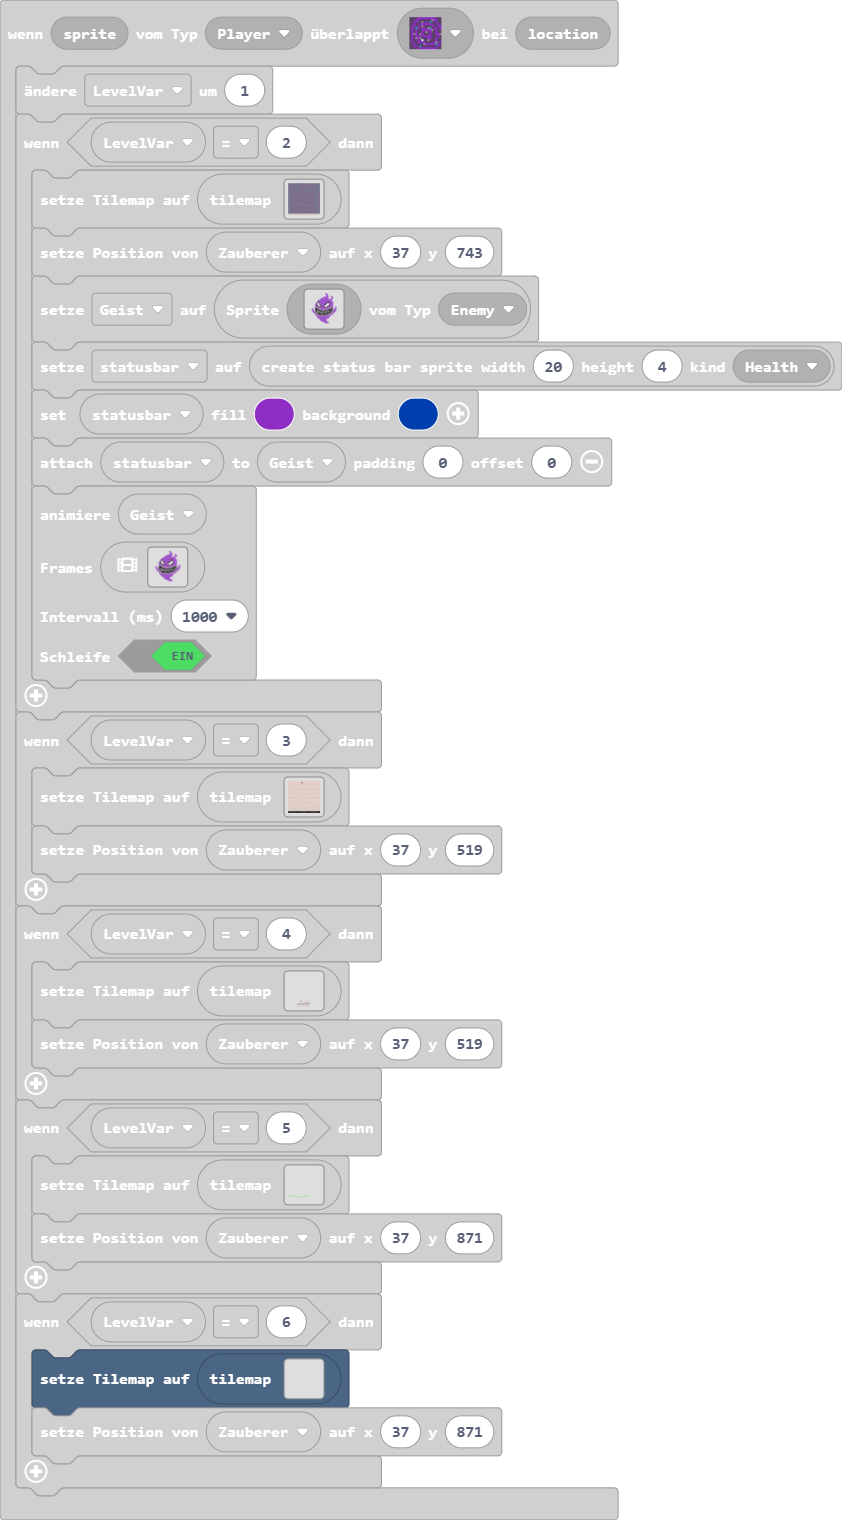 wenn sprite vom Typ Player überlappt bei location
ändere LevelVar um 1
wenn LevelVar = 2 dann
setze Tilemap auf tilemap
setze Position von Zauberer auf x 37 y 743
setze Geist auf Sprite vom Typ Enemy
setze statusbar auf create status bar sprite width 20 height 4 kind Health
set statusbar fill background
attach statusbar to Geist padding 0 offset 0
animiere Geist
Frames
Intervall (ms) 1000
Schleife EIN
wenn LevelVar = 3 dann
setze Tilemap auf tilemap
setze Position von Zauberer auf x 37 y 519
wenn LevelVar = 4 dann
setze Tilemap auf tilemap
setze Position von Zauberer auf x 37 y 519
wenn LevelVar = 5 dann
setze Tilemap auf tilemap
setze Position von Zauberer auf x 37 y 871
wenn LevelVar = 6 dann
setze Tilemap auf tilemap
setze Position von Zauberer auf x 37 y 871